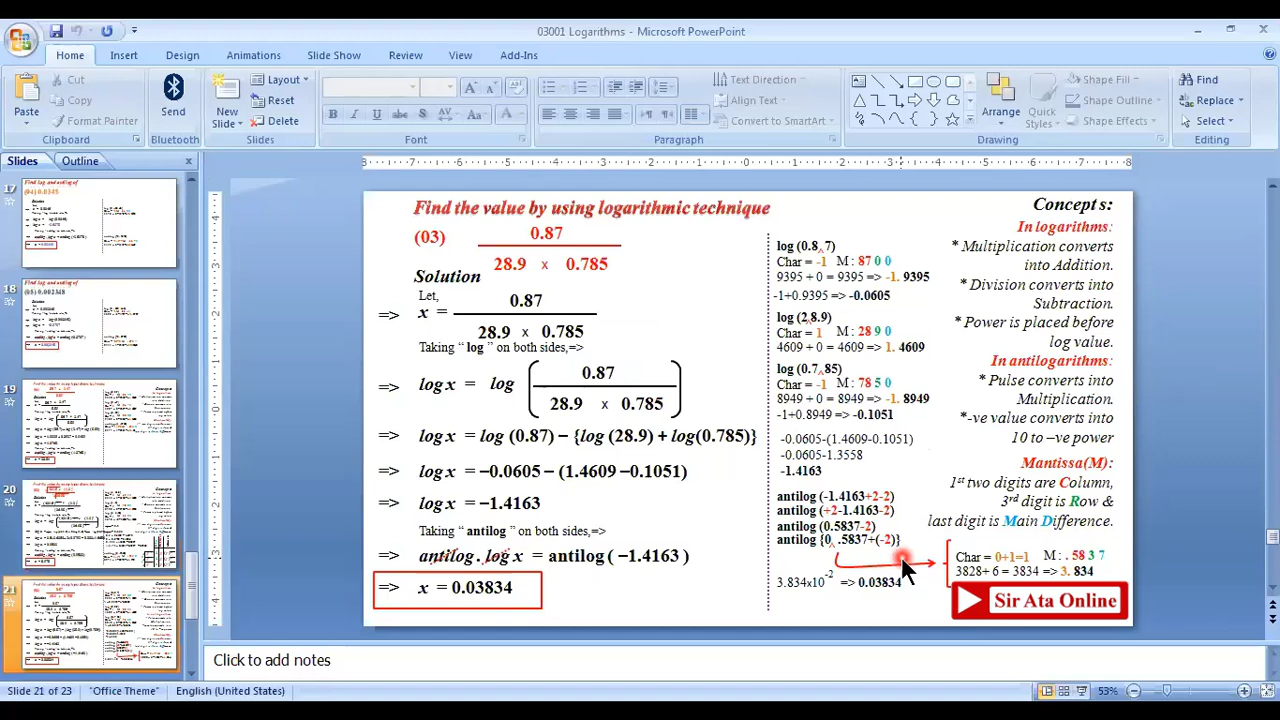 03001 Logarithms - Microsoft PowerPoint
Home Insert Design Animations Slide Show Review View Add-Ins
Paste
Cut
Copy
Format Painter
Clipboard
Send
Bluetooth
New Slide
Layout
Reset
Delete
Slides
Font
Paragraph
Text Direction
Align Text
Convert to SmartArt
Arrange
Quick Styles
Shape Fill
Shape Outline
Shape Effects
Drawing
Find
Replace
Select
Editing
Slides Outline
17
18
19
20
21
Find the value by using logarithmic technique
(03) 0.87
28.9 x 0.785
Solution
Let,
=> x = 0.87
28.9 x 0.785
Taking “ log ” on both sides,=>
=> log x = log ( 0.87
28.9 x 0.785 )
=> log x = log (0.87) − {log (28.9) + log(0.785)}
=> log x = −0.0605 − (1.4609 −0.1051)
=> log x = −1.4163
Taking “ antilog ” on both sides,=>
=> antilog . log x = antilog ( −1.4163 )
=> x = 0.03834
log (0.8^7)
Char = -1 M : 87 0 0
9395 + 0 = 9395 => -1. 9395
-1+0.9395 => -0.0605
log (2^8.9)
Char = 1 M : 28 9 0
4609 + 0 = 4609 => 1. 4609
log (0.7^85)
Char = -1 M : 78 5 0
8949 + 0 = 8949 => -1. 8949
-1+0.8949 => -0.1051
-0.0605-(1.4609-0.1051)
-0.0605-1.3558
-1.4163
antilog (-1.4163+2-2)
antilog (+2-1.4163-2)
antilog (0.5837-2)
antilog {0^.5837+(-2)}
Char = 0+1=1 M : . 58 3 7
3828+ 6 = 3834 => 3. 834
3.834x10-2 => 0.03834
Concept s:
In logarithms:
* Multiplication converts
into Addition.
* Division converts into
Subtraction.
* Power is placed before
log value.
In antilogarithms:
* Pulse converts into
Multiplication.
*-ve value converts into
10 to –ve power
Mantissa(M):
1st two digits are Column,
3rd digit is Row &
last digit is Main Difference.
Sir Ata Online
Click to add notes
Slide 21 of 23 "Office Theme" English (United States) 53%